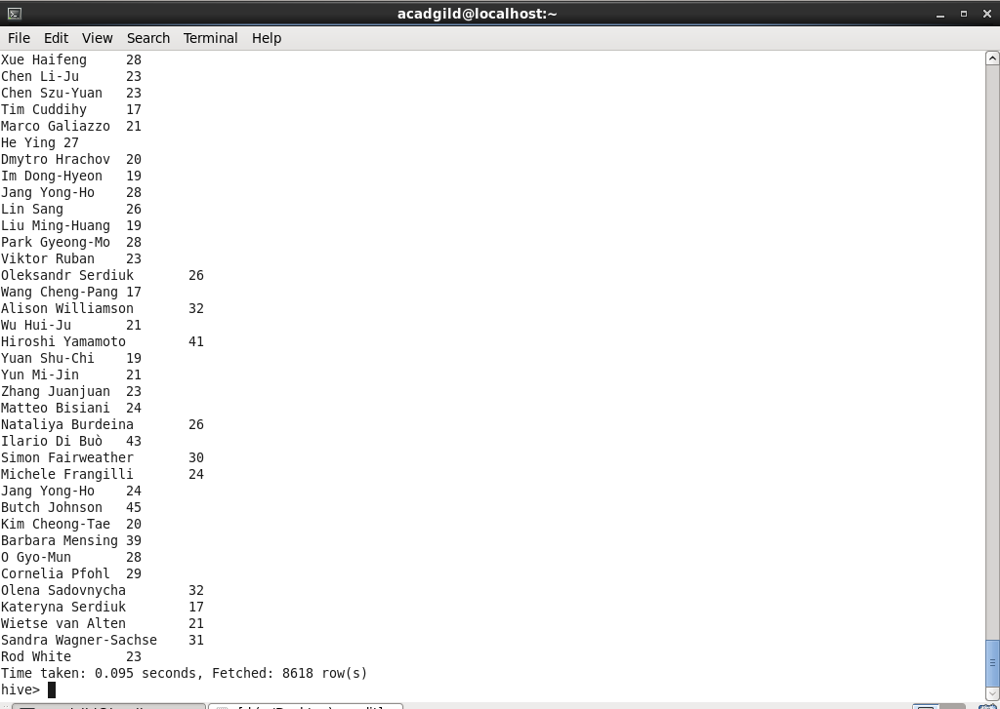 acadgild@localhost:~
File Edit View Search Terminal Help
Xue Haifeng 28
Chen Li-Ju 23
Chen Szu-Yuan 23
Tim Cuddihy 17
Marco Galiazzo 21
He Ying 27
Dmytro Hrachov 20
Im Dong-Hyeon 19
Jang Yong-Ho 28
Lin Sang 26
Liu Ming-Huang 19
Park Gyeong-Mo 28
Viktor Ruban 23
Oleksandr Serdiuk 26
Wang Cheng-Pang 17
Alison Williamson 32
Wu Hui-Ju 21
Hiroshi Yamamoto 41
Yuan Shu-Chi 19
Yun Mi-Jin 21
Zhang Juanjuan 23
Matteo Bisiani 24
Nataliya Burdeina 26
Ilario Di Buò 43
Simon Fairweather 30
Michele Frangilli 24
Jang Yong-Ho 24
Butch Johnson 45
Kim Cheong-Tae 20
Barbara Mensing 39
O Gyo-Mun 28
Cornelia Pfohl 29
Olena Sadovnycha 32
Kateryna Serdiuk 17
Wietse van Alten 21
Sandra Wagner-Sachse 31
Rod White 23
Time taken: 0.095 seconds, Fetched: 8618 row(s)
hive>